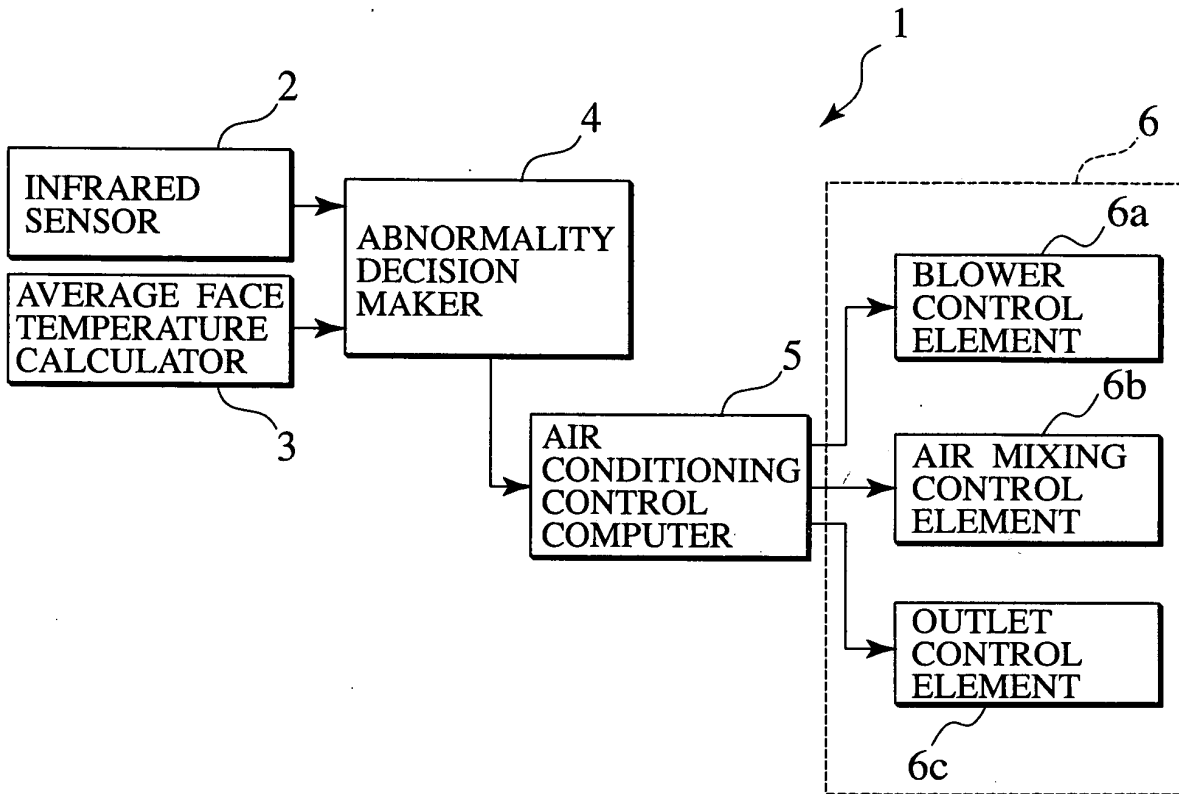 1
2
INFRARED
SENSOR
AVERAGE FACE
TEMPERATURE
CALCULATOR
3
4
ABNORMALITY
DECISION
MAKER
5
AIR
CONDITIONING
CONTROL
COMPUTER
6
6a
BLOWER
CONTROL
ELEMENT
6b
AIR MIXING
CONTROL
ELEMENT
OUTLET
CONTROL
ELEMENT
6c